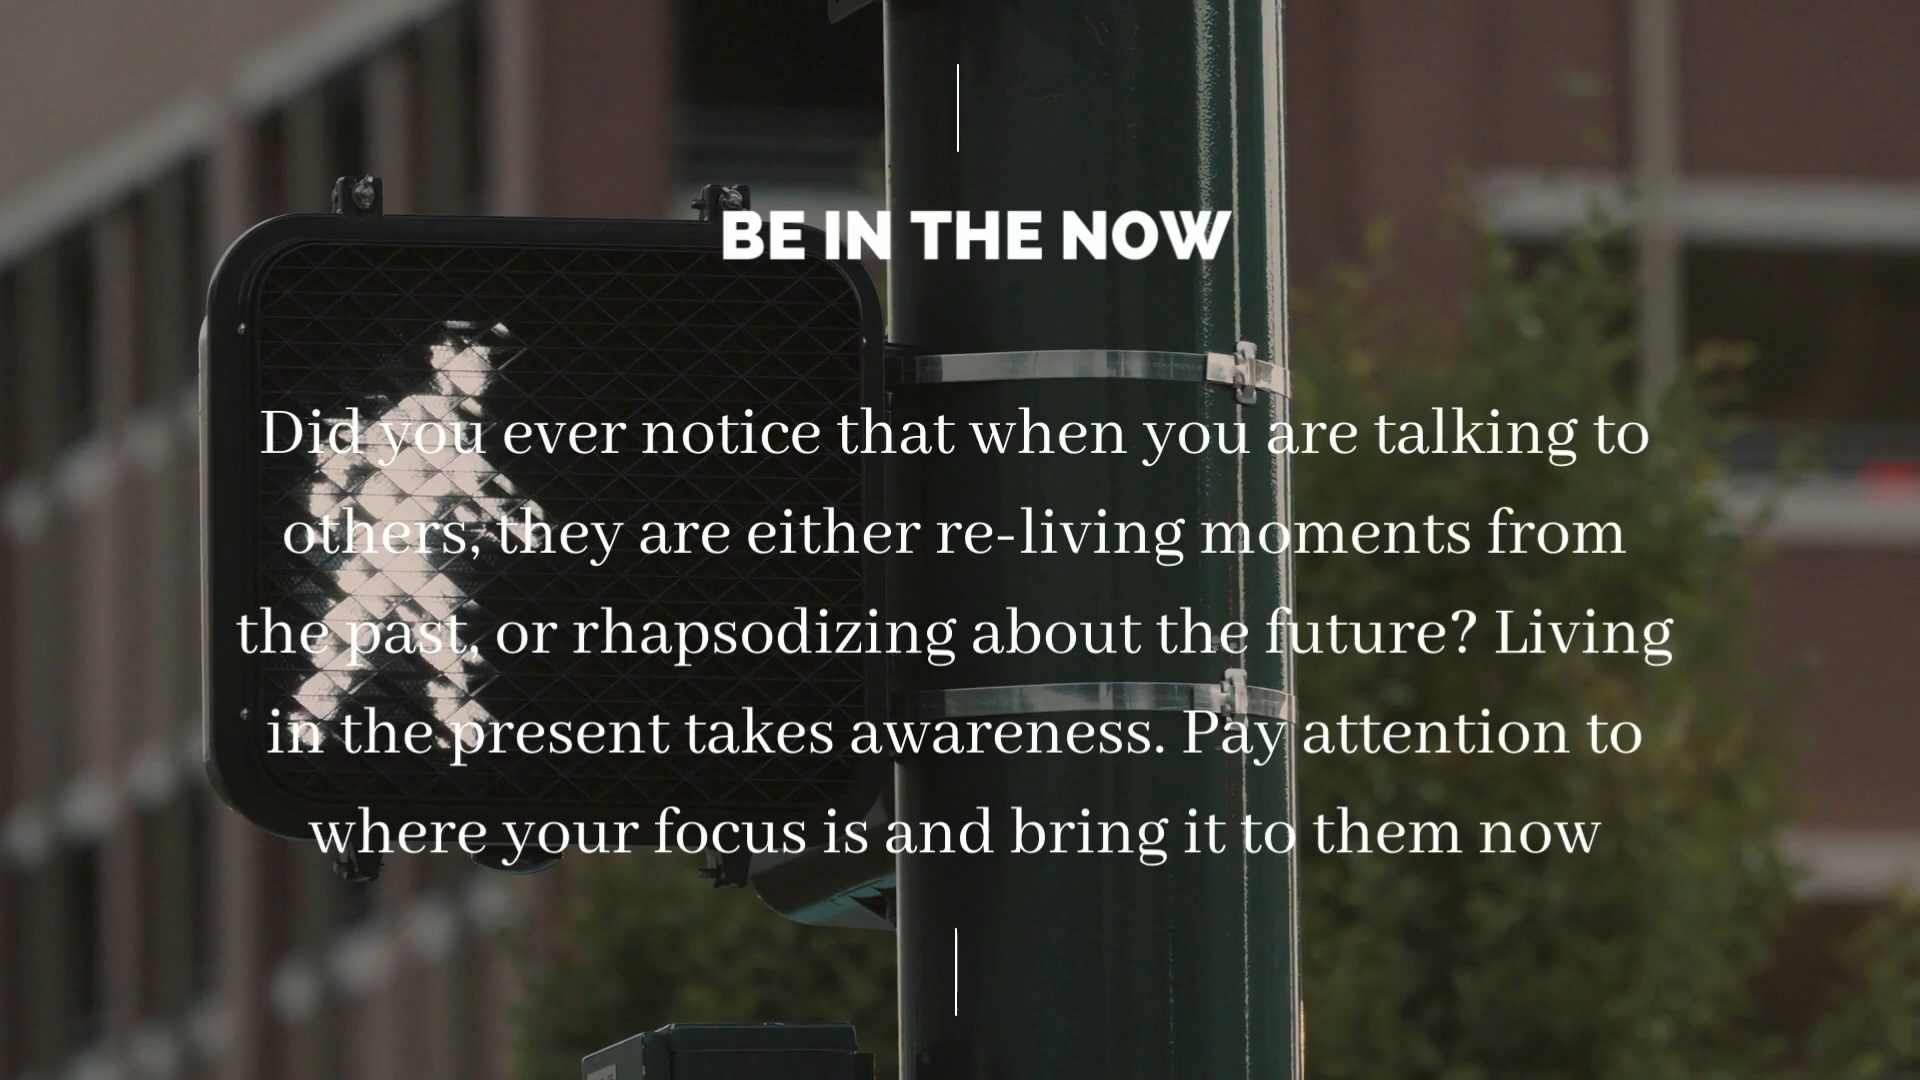 BE IN THE NOW
Did you ever notice that when you are talking to
others, they are either re-living moments from
the past, or rhapsodizing about the future? Living
in the present takes awareness. Pay attention to
where your focus is and bring it to them now